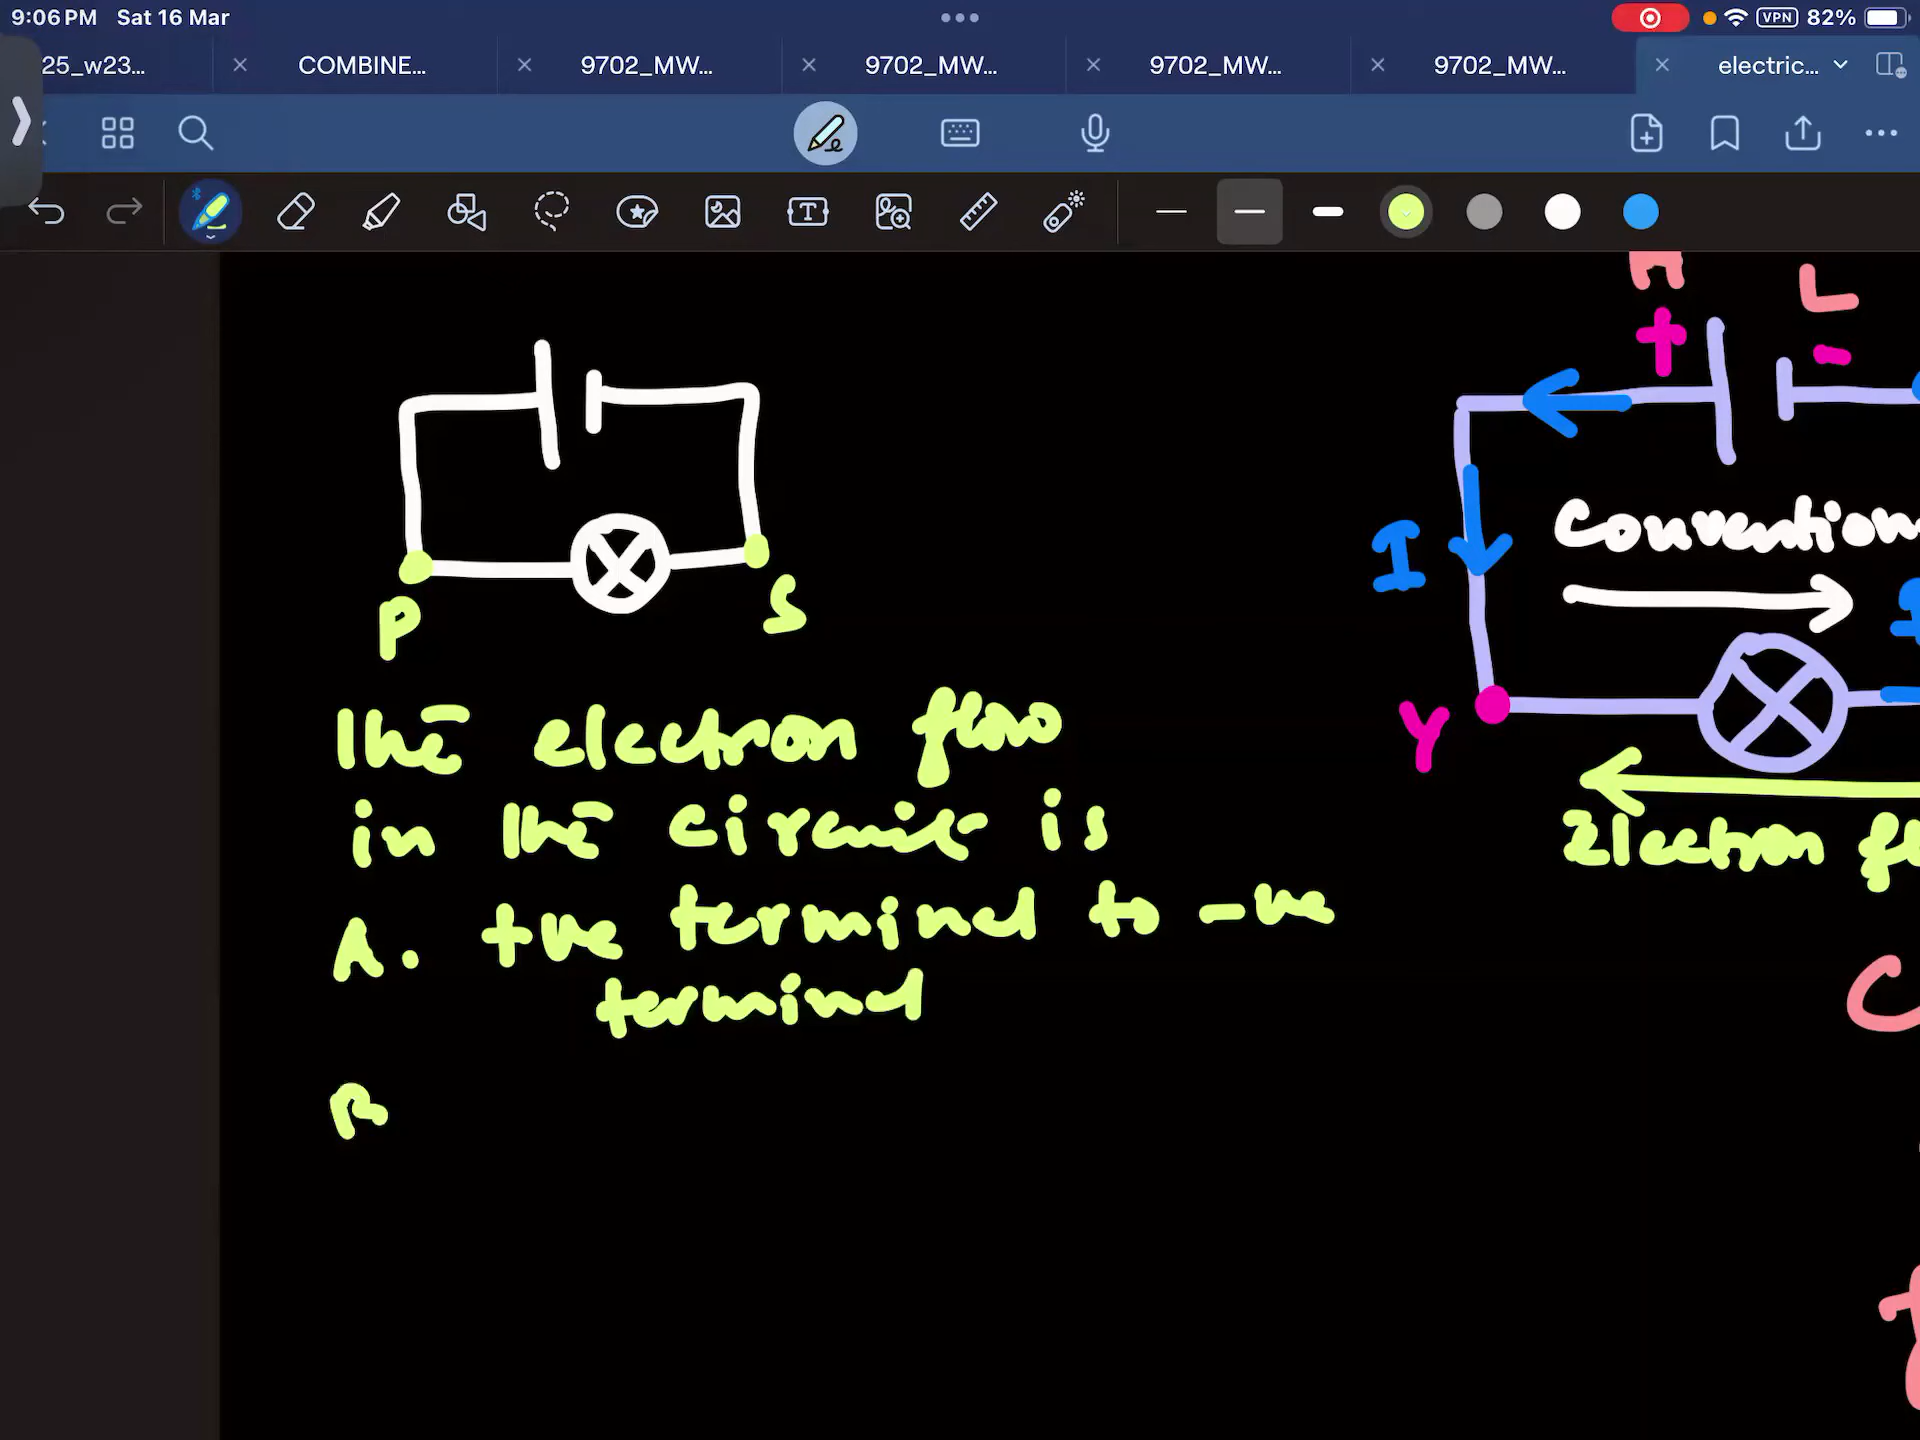 9:06 PM Sat 16 Mar
VPN 82%
25_w23... COMBINE... 9702_MW... 9702_MW... 9702_MW... 9702_MW... electric...
T
L
+ -
P S
I
Convention
Y
Electron
The electron flow
in the circuit is
A. +ve terminal to -ve
terminal
B
C